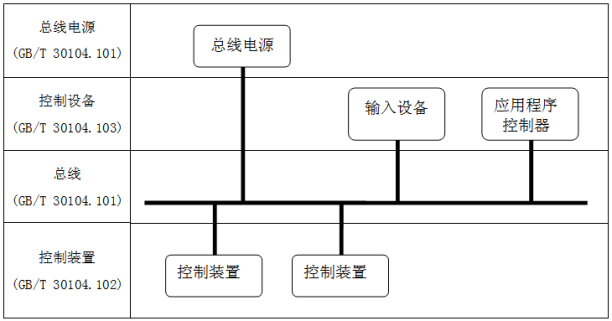 总线电源
(GB/T 30104.101)
总线电源
控制设备
(GB/T 30104.103)
输入设备
应用程序
控制器
总线
(GB/T 30104.101)
控制装置
(GB/T 30104.102)
控制装置
控制装置